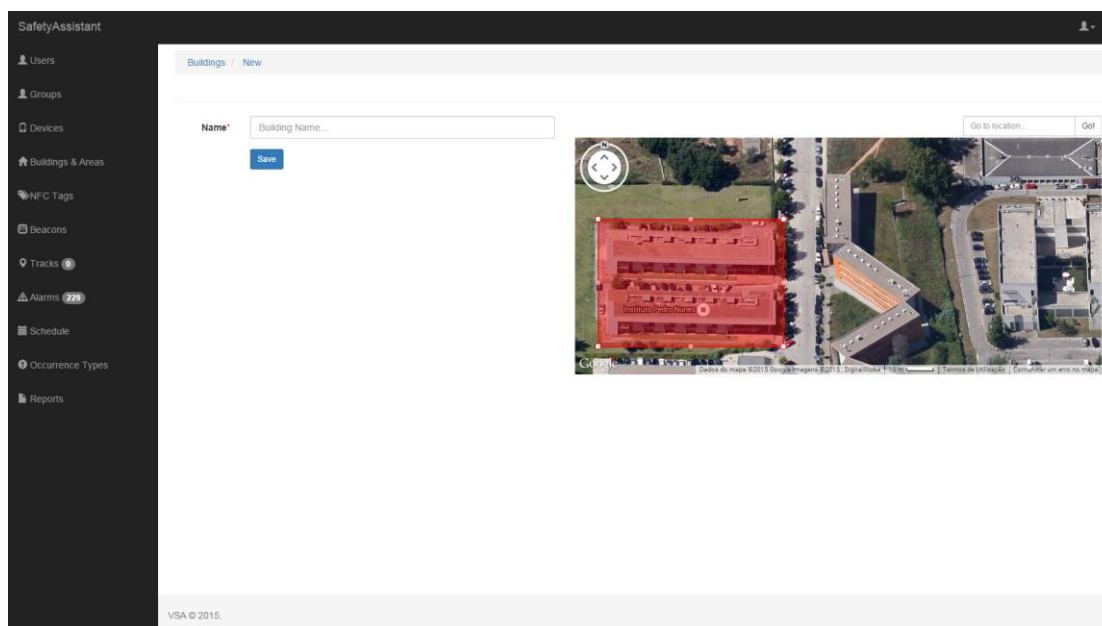 SafetyAssistant
Users
Groups
Devices
Buildings & Areas
NFC Tags
Beacons
Tracks 0
Alarms 229
Schedule
Occurrence Types
Reports
Buildings / New
Name*
Building Name...
Save
Go to location...
Go!
N
Instituto Pedro Nunes
Google
Dados do mapa ©2015 Google Imagens ©2015 , DigitalGlobe
10 m
Termos de Utilização
Comunicar um erro no mapa
VSA © 2015.